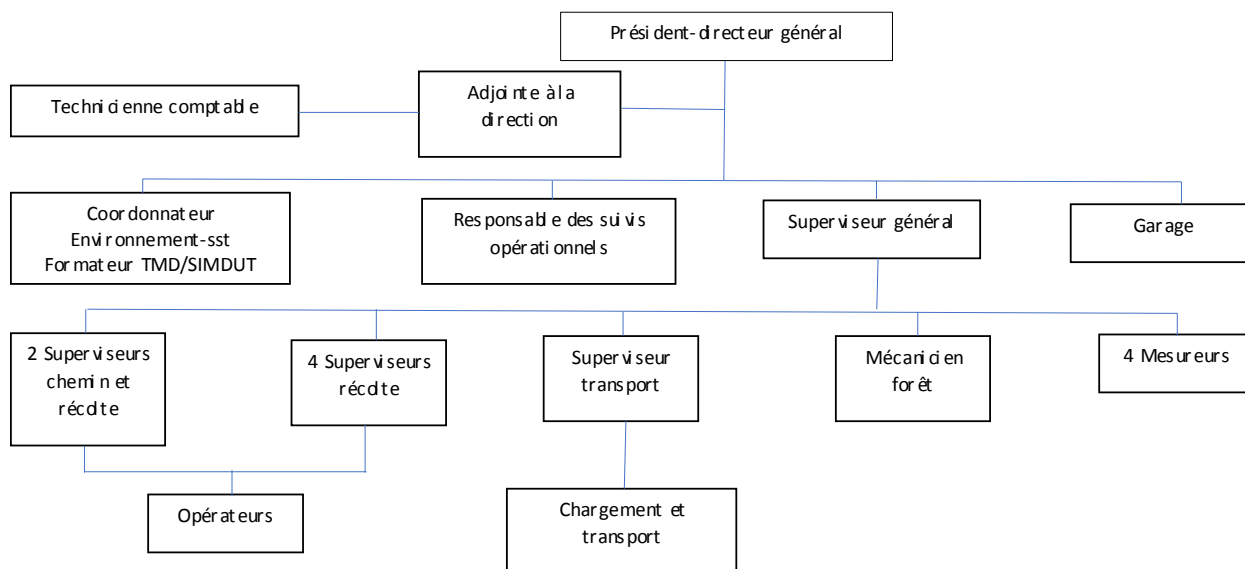 Président-directeur général
Technicienne comptable
Adjointe à la
direction
Coordonnateur
Environnement-sst
Formateur TMD/SIMDUT
Responsable des suivis
opérationnels
Superviseur général
Garage
2 Superviseurs
chemin et
récolte
4 Superviseurs
récolte
Superviseur
transport
Mécanicien
forêt
4 Mesureurs
Opérateurs
Chargement et
transport